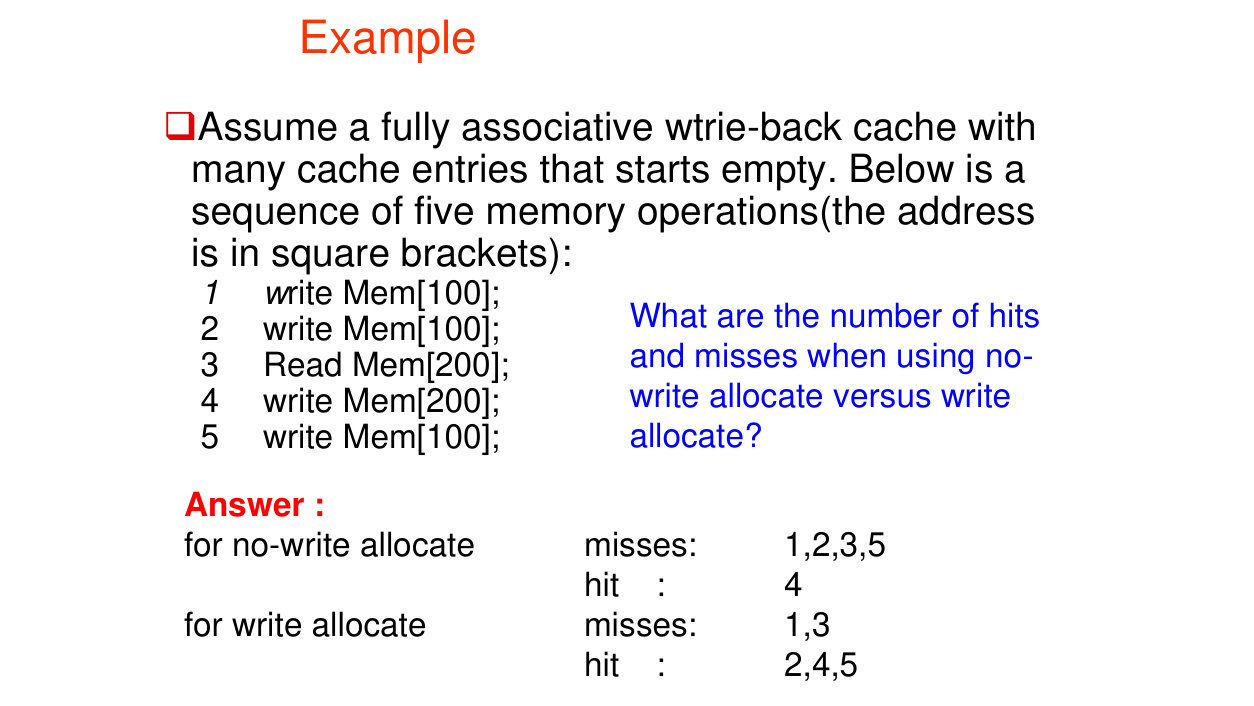 Example
❑Assume a fully associative wtrie-back cache with
many cache entries that starts empty. Below is a
sequence of five memory operations(the address
is in square brackets):
1 write Mem[100];
2 write Mem[100];
3 Read Mem[200];
4 write Mem[200];
5 write Mem[100];
What are the number of hits
and misses when using no-
write allocate versus write
allocate?
Answer :
for no-write allocate misses: 1,2,3,5
hit : 4
for write allocate misses: 1,3
hit : 2,4,5